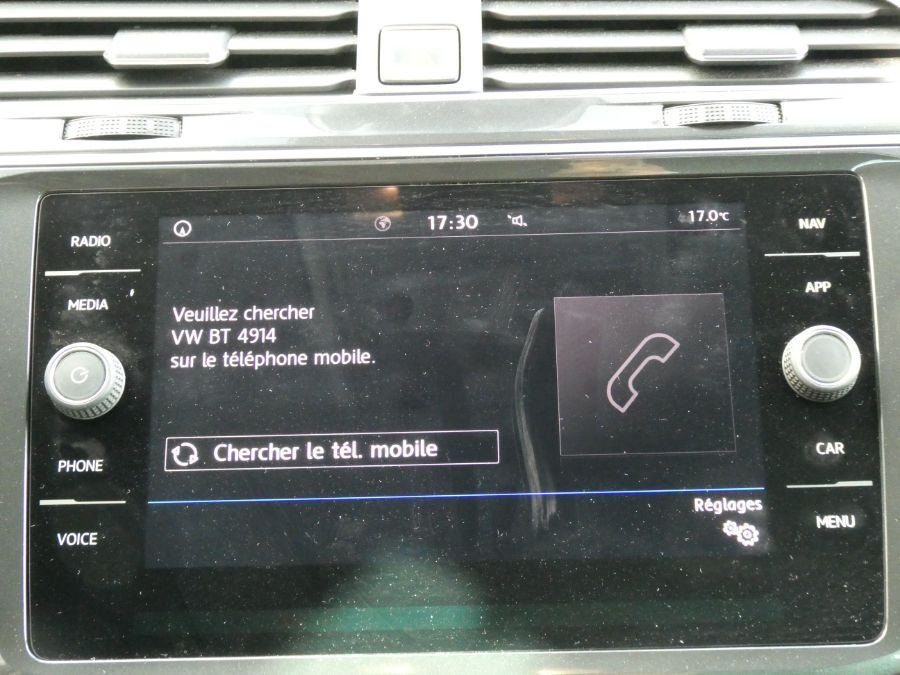 17:30
17.0°C
RADIO
MEDIA
PHONE
VOICE
Veuillez chercher
VW BT 4914
sur le téléphone mobile.
Chercher le tél. mobile
Réglages
NAV
APP
CAR
MENU